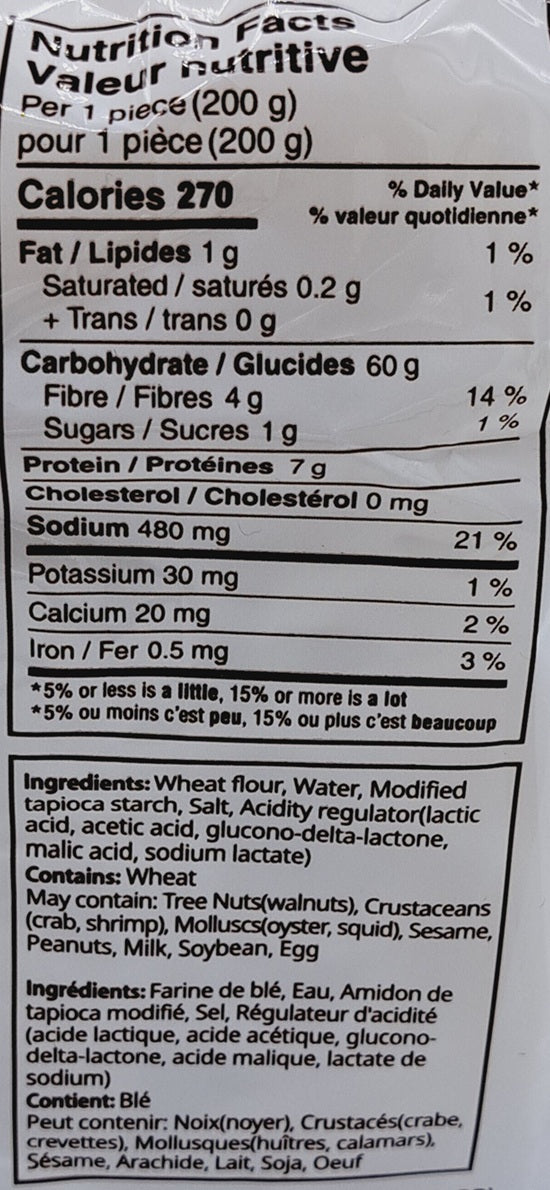 Nutrition Facts
Valeur nutritive
Per 1 piece (200 g)
pour 1 pièce (200 g)
Calories 270
% Daily Value*
% valeur quotidienne*
Fat / Lipides 1 g 1 %
Saturated / saturés 0.2 g
+ Trans / trans 0 g 1 %
Carbohydrate / Glucides 60 g
Fibre / Fibres 4 g 14 %
Sugars / Sucres 1 g 1 %
Protein / Protéines 7 g
Cholesterol / Cholestérol 0 mg
Sodium 480 mg 21 %
Potassium 30 mg 1 %
Calcium 20 mg 2 %
Iron / Fer 0.5 mg 3 %
*5% or less is a little, 15% or more is a lot
*5% ou moins c'est peu, 15% ou plus c'est beaucoup
Ingredients: Wheat flour, Water, Modified
tapioca starch, Salt, Acidity regulator(lactic
acid, acetic acid, glucono-delta-lactone,
malic acid, sodium lactate)
Contains: Wheat
May contain: Tree Nuts(walnuts), Crustaceans
(crab, shrimp), Molluscs(oyster, squid), Sesame,
Peanuts, Milk, Soybean, Egg
Ingrédients: Farine de blé, Eau, Amidon de
tapioca modifié, Sel, Régulateur d'acidité
(acide lactique, acide acétique, glucono-
delta-lactone, acide malique, lactate de
sodium)
Contient: Blé
Peut contenir: Noix(noyer), Crustacés(crabe,
crevettes), Mollusques(huîtres, calamars),
Sésame, Arachide, Lait, Soja, Oeuf